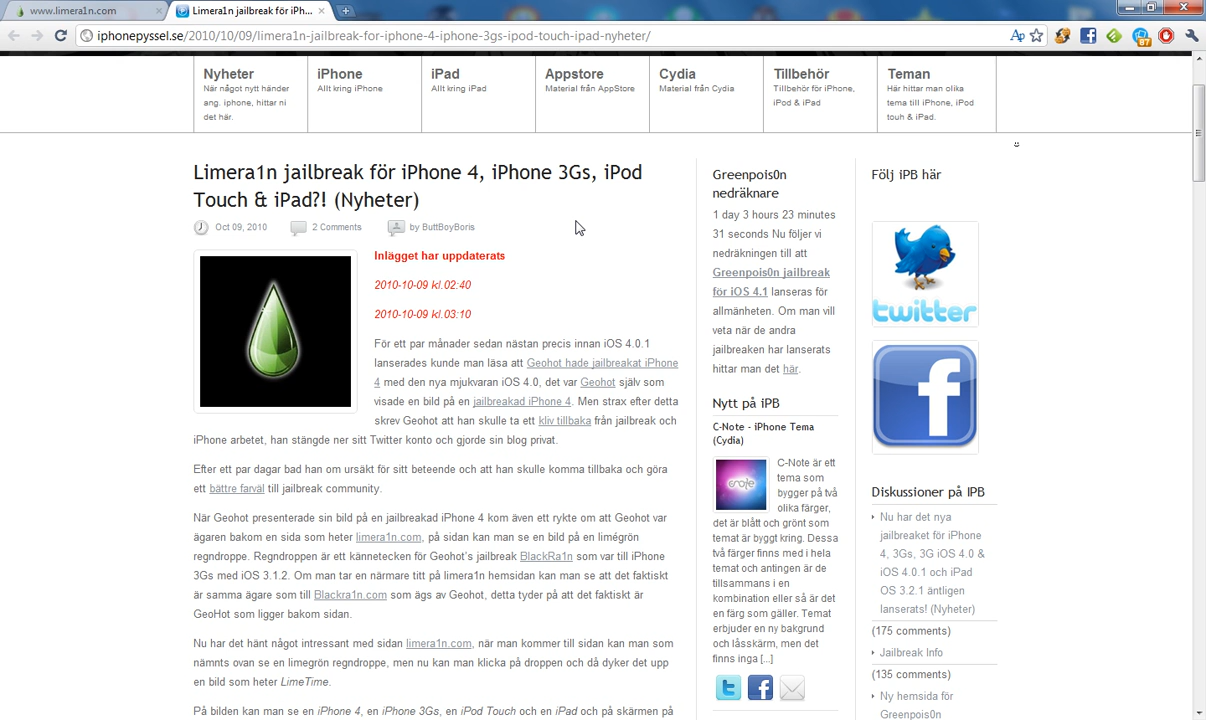 www.limera1n.com
Limera1n jailbreak för iPh...
iphonepyssel.se/2010/10/09/limera1n-jailbreak-for-iphone-4-iphone-3gs-ipod-touch-ipad-nyheter/
97
Nyheter
När något nytt händer
ang. iphone, hittar ni
det här.
iPhone
Allt kring iPhone
iPad
Allt kring iPad
Appstore
Material från AppStore
Cydia
Material från Cydia
Tillbehör
Tillbehör för iPhone,
iPod & iPad
Teman
Här hittar man olika
tema till iPhone, iPod
touh & iPad.
Limera1n jailbreak för iPhone 4, iPhone 3Gs, iPod
Touch & iPad?! (Nyheter)
Oct 09, 2010
2 Comments
by ButtBoyBoris
Inlägget har uppdaterats
2010-10-09 kl.02:40
2010-10-09 kl.03:10
För ett par månader sedan nästan precis innan iOS 4.0.1
lanserades kunde man läsa att Geohot hade jailbreakat iPhone
4 med den nya mjukvaran iOS 4.0, det var Geohot själv som
visade en bild på en jailbreakad iPhone 4. Men strax efter detta
skrev Geohot att han skulle ta ett kliv tillbaka från jailbreak och
iPhone arbetet, han stängde ner sitt Twitter konto och gjorde sin blog privat.
Efter ett par dagar bad han om ursäkt för sitt beteende och att han skulle komma tillbaka och göra
ett bättre farväl till jailbreak community.
När Geohot presenterade sin bild på en jailbreakad iPhone 4 kom även ett rykte om att Geohot var
ägaren bakom en sida som heter limera1n.com, på sidan kan man se en bild på en limégrön
regndroppe. Regndroppen är ett kännetecken för Geohot's jailbreak BlackRa1n som var till iPhone
3Gs med iOS 3.1.2. Om man tar en närmare titt på limera1n hemsidan kan man se att det faktiskt
är samma ägare som till Blackra1n.com som ägs av Geohot, detta tyder på att det faktiskt är
GeoHot som ligger bakom sidan.
Nu har det hänt något intressant med sidan limera1n.com, när man kommer till sidan kan man som
nämnts ovan se en limegrön regndroppe, men nu kan man klicka på droppen och då dyker det upp
en bild som heter LimeTime.
På bilden kan man se en iPhone 4, en iPhone 3Gs, en iPod Touch och en iPad och på skärmen på
Greenpois0n
nedräknare
1 day 3 hours 23 minutes
31 seconds Nu följer vi
nedräkningen till att
Greenpois0n jailbreak
för iOS 4.1 lanseras för
allmänheten. Om man vill
veta när de andra
jailbreaken har lanserats
hittar man det här.
Nytt på iPB
C-Note - iPhone Tema
(Cydia)
cnote
C-Note är ett
tema som
bygger på två
olika färger,
det är blått och grönt som
temat är byggt kring. Dessa
två färger finns med i hela
temat och antingen är de
tillsammans i en
kombination eller så är det
en färg som gäller. Temat
erbjuder en ny bakgrund
och låsskärm, men det
finns inga [...]
Följ iPB här
twitter
Diskussioner på IPB
Nu har det nya
jailbreaket för iPhone
4, 3Gs, 3G iOS 4.0 &
iOS 4.0.1 och iPad
OS 3.2.1 äntligen
lanserats! (Nyheter)
(175 comments)
Jailbreak Info
(135 comments)
Ny hemsida för
Greenpois0n